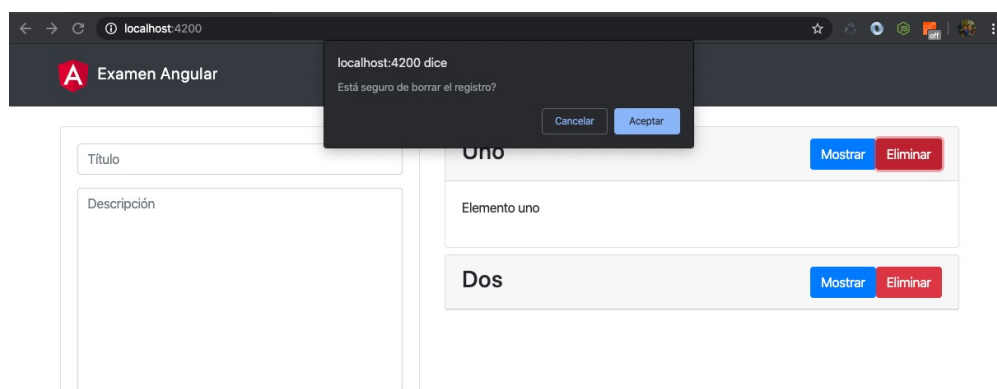 localhost:4200
off
Examen Angular
localhost:4200 dice
Está seguro de borrar el registro?
Cancelar Aceptar
Título
Descripción
Uno
Mostrar Eliminar
Elemento uno
Dos
Mostrar Eliminar